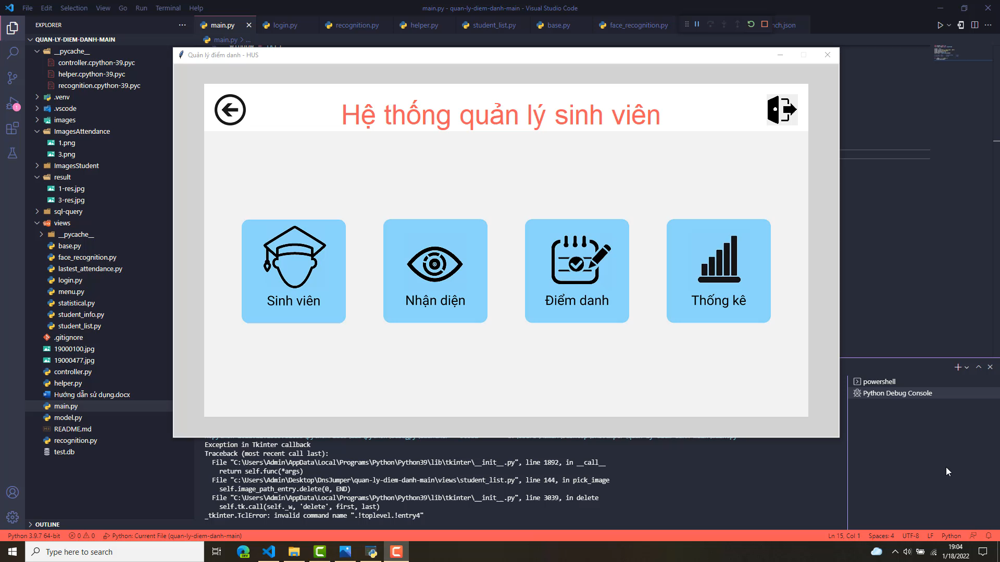 File Edit Selection View Go Run Terminal Help
main.py - quan-ly-diem-danh-main - Visual Studio Code
EXPLORER
main.py
login.py
recognition.py
helper.py
student_list.py
base.py
face_recognition.py
nch.json
QUAN-LY-DIEM-DANH-MAIN
main.py > ...
__pycache__
controller.cpython-39.pyc
helper.cpython-39.pyc
recognition.cpython-39.pyc
.venv
.vscode
images
ImagesAttendance
1.png
3.png
ImagesStudent
result
1-res.jpg
3-res.jpg
sql-query
views
__pycache__
base.py
face_recognition.py
lastest_attendance.py
login.py
menu.py
statistical.py
student_info.py
student_list.py
.gitignore
19000100.jpg
19000477.jpg
controller.py
helper.py
Hướng dẫn sử dụng.docx
main.py
model.py
README.md
recognition.py
test.db
OUTLINE
Quản lý điểm danh - HUS
Hệ thống quản lý sinh viên
Sinh viên
Nhận diện
Điểm danh
Thống kê
powershell
Python Debug Console
Exception in Tkinter callback
Traceback (most recent call last):
File "C:\Users\Admin\AppData\Local\Programs\Python\Python39\lib\tkinter\__init__.py", line 1892, in __call__
return self.func(*args)
File "c:\Users\Admin\Desktop\DnsJumper\quan-ly-diem-danh-main\views\student_list.py", line 144, in pick_image
self.image_path_entry.delete(0, END)
File "C:\Users\Admin\AppData\Local\Programs\Python\Python39\lib\tkinter\__init__.py", line 3039, in delete
self.tk.call(self._w, 'delete', first, last)
_tkinter.TclError: invalid command name ".!toplevel.!entry4"
Python 3.9.7 64-bit
0 0
Python: Current File (quan-ly-diem-danh-main)
Ln 15, Col 1
Spaces: 4
UTF-8
LF
Python
1
Type here to search
DEV
19:04
1/18/2022